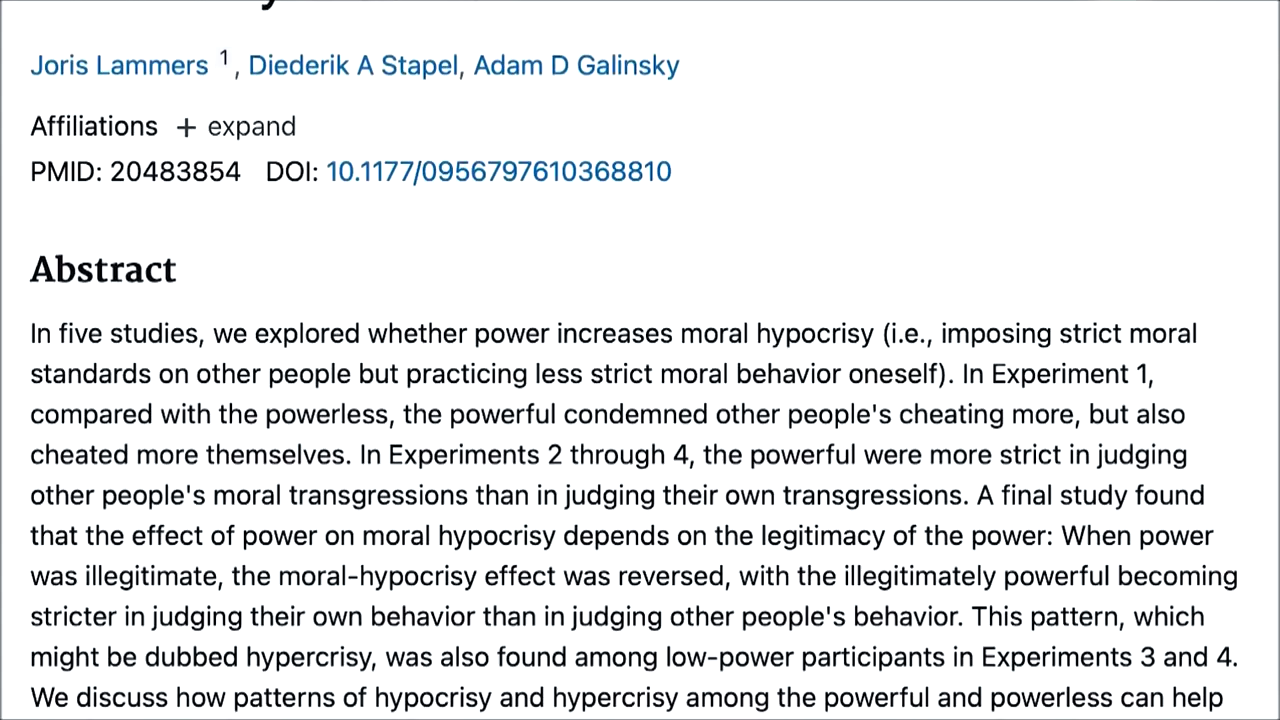 Joris Lammers 1, Diederik A Stapel, Adam D Galinsky
Affiliations + expand
PMID: 20483854 DOI: 10.1177/0956797610368810
Abstract
In five studies, we explored whether power increases moral hypocrisy (i.e., imposing strict moral
standards on other people but practicing less strict moral behavior oneself). In Experiment 1,
compared with the powerless, the powerful condemned other people's cheating more, but also
cheated more themselves. In Experiments 2 through 4, the powerful were more strict in judging
other people's moral transgressions than in judging their own transgressions. A final study found
that the effect of power on moral hypocrisy depends on the legitimacy of the power: When power
was illegitimate, the moral-hypocrisy effect was reversed, with the illegitimately powerful becoming
stricter in judging their own behavior than in judging other people's behavior. This pattern, which
might be dubbed hypercrisy, was also found among low-power participants in Experiments 3 and 4.
We discuss how patterns of hypocrisy and hypercrisy among the powerful and powerless can help